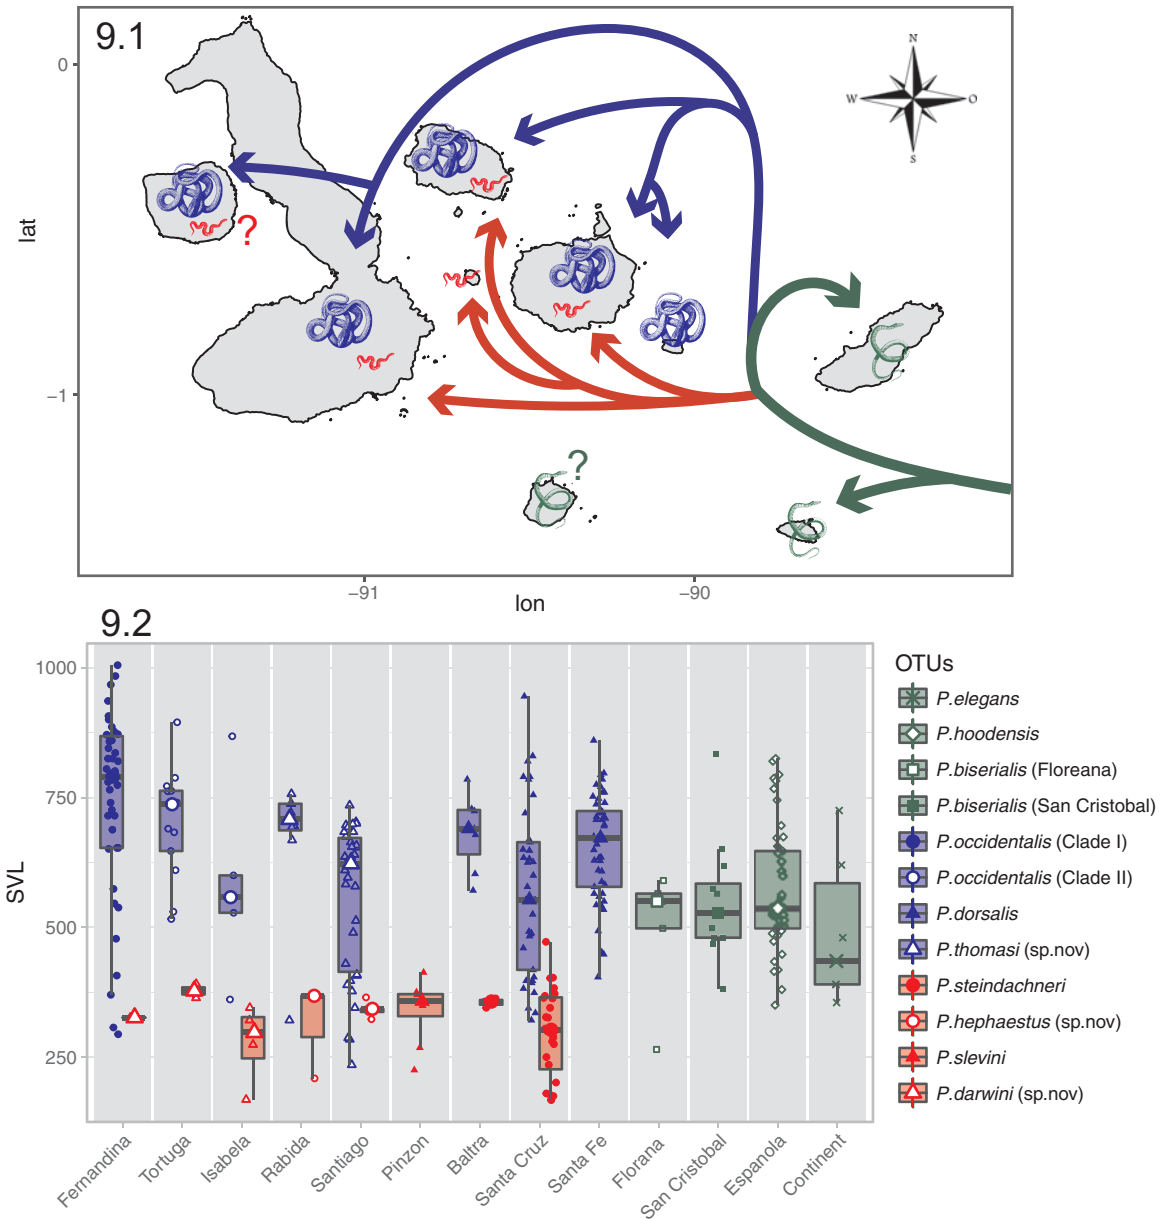 9.1
N
W
O
S
0
lat
?
−1
?
−91
−90
lon
9.2
1000
750
500
250
SVL
Fernandina
Tortuga
Isabela
Rabida
Santiago
Pinzon
Baltra
Santa Cruz
Santa Fe
Florana
San Cristobal
Espanola
Continent
OTUs
P.elegans
P.hoodensis
P.biserialis (Floreana)
P.biserialis (San Cristobal)
P.occidentalis (Clade I)
P.occidentalis (Clade II)
P.dorsalis
P.thomasi (sp.nov)
P.steindachneri
P.hephaestus (sp.nov)
P.slevini
P.darwini (sp.nov)